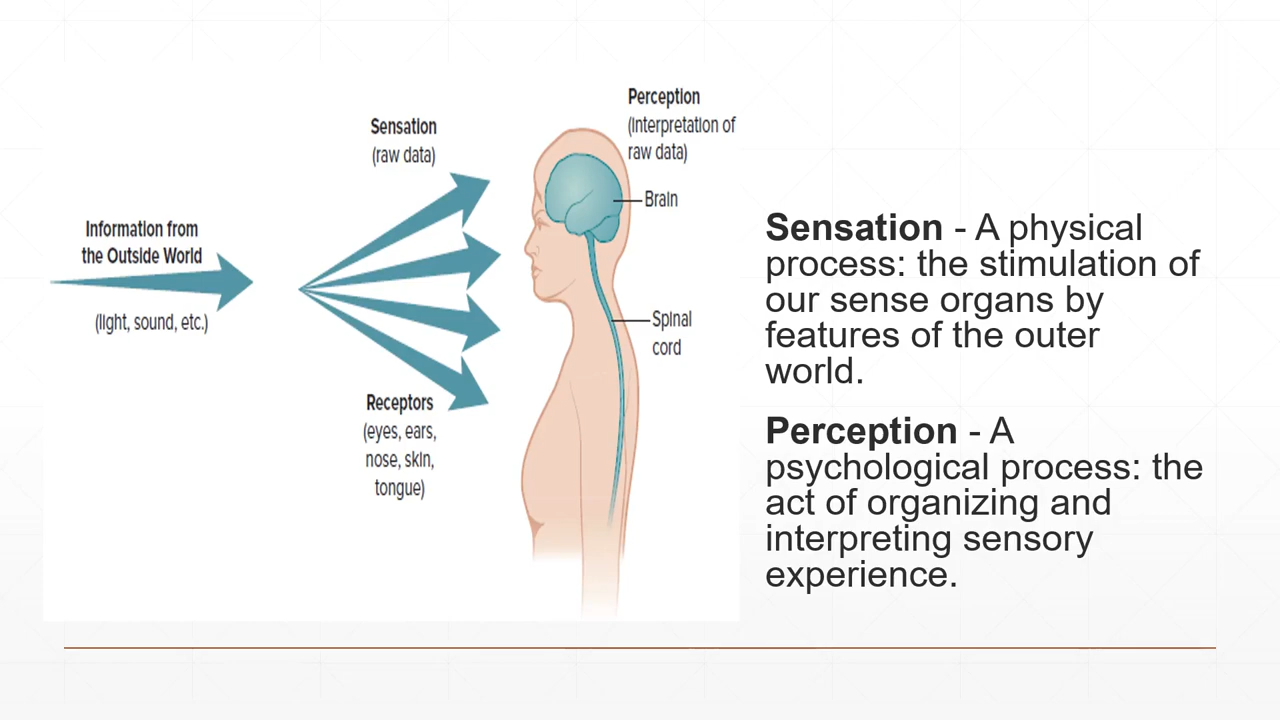 Perception
(Interpretation of
raw data)
Sensation
(raw data)
Brain
Information from
the Outside World
(light, sound, etc.)
Spinal
cord
Receptors
(eyes, ears,
nose, skin,
tongue)
Sensation - A physical
process: the stimulation of
our sense organs by
features of the outer
world.
Perception - A
psychological process: the
act of organizing and
interpreting sensory
experience.